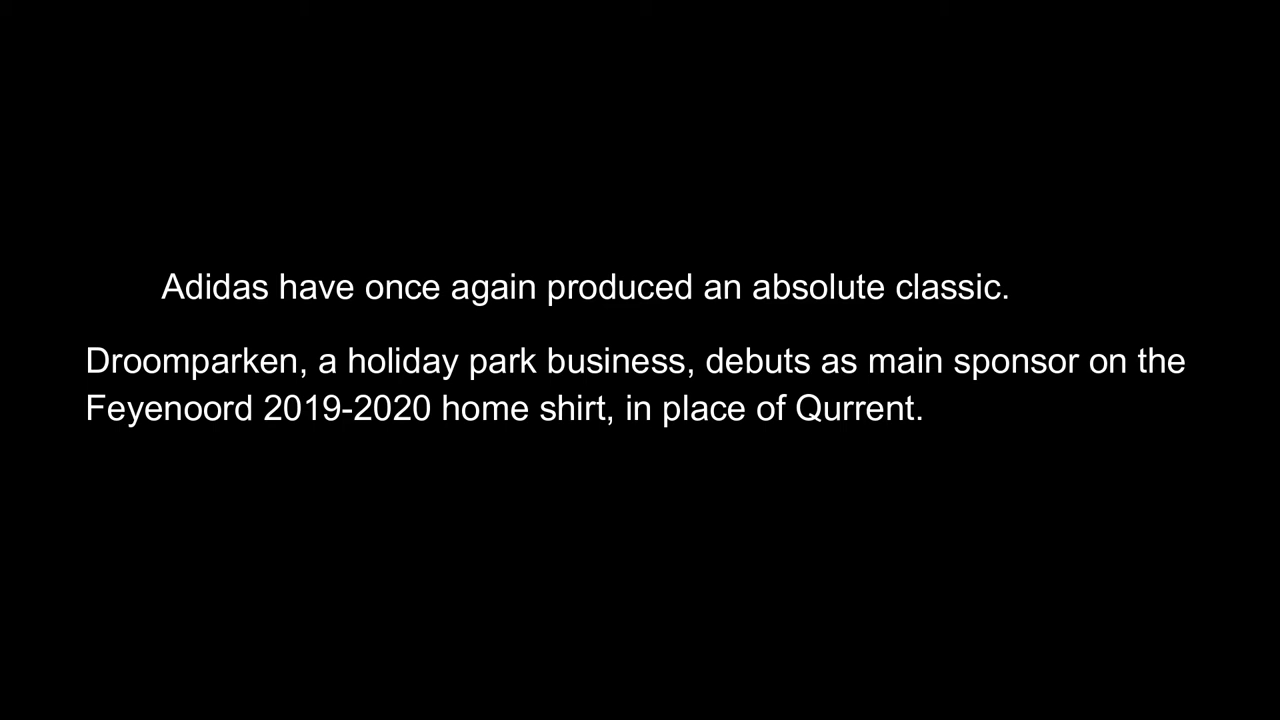 Adidas have once again produced an absolute classic.
Droomparken, a holiday park business, debuts as main sponsor on the
Feyenoord 2019-2020 home shirt, in place of Qurrent.